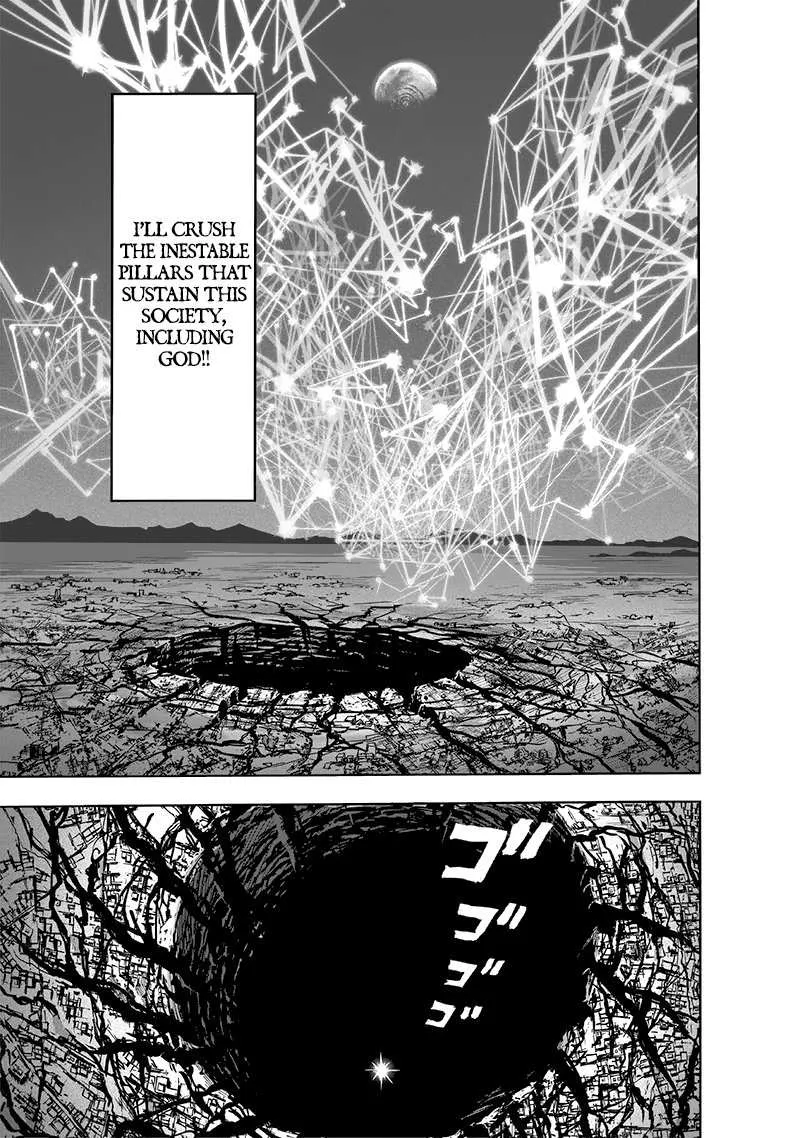 I'LL CRUSH
THE INESTABLE
PILLARS THAT
SUSTAIN THIS
SOCIETY,
INCLUDING
GOD!!
ゴ
ゴ
ゴ
ゴ